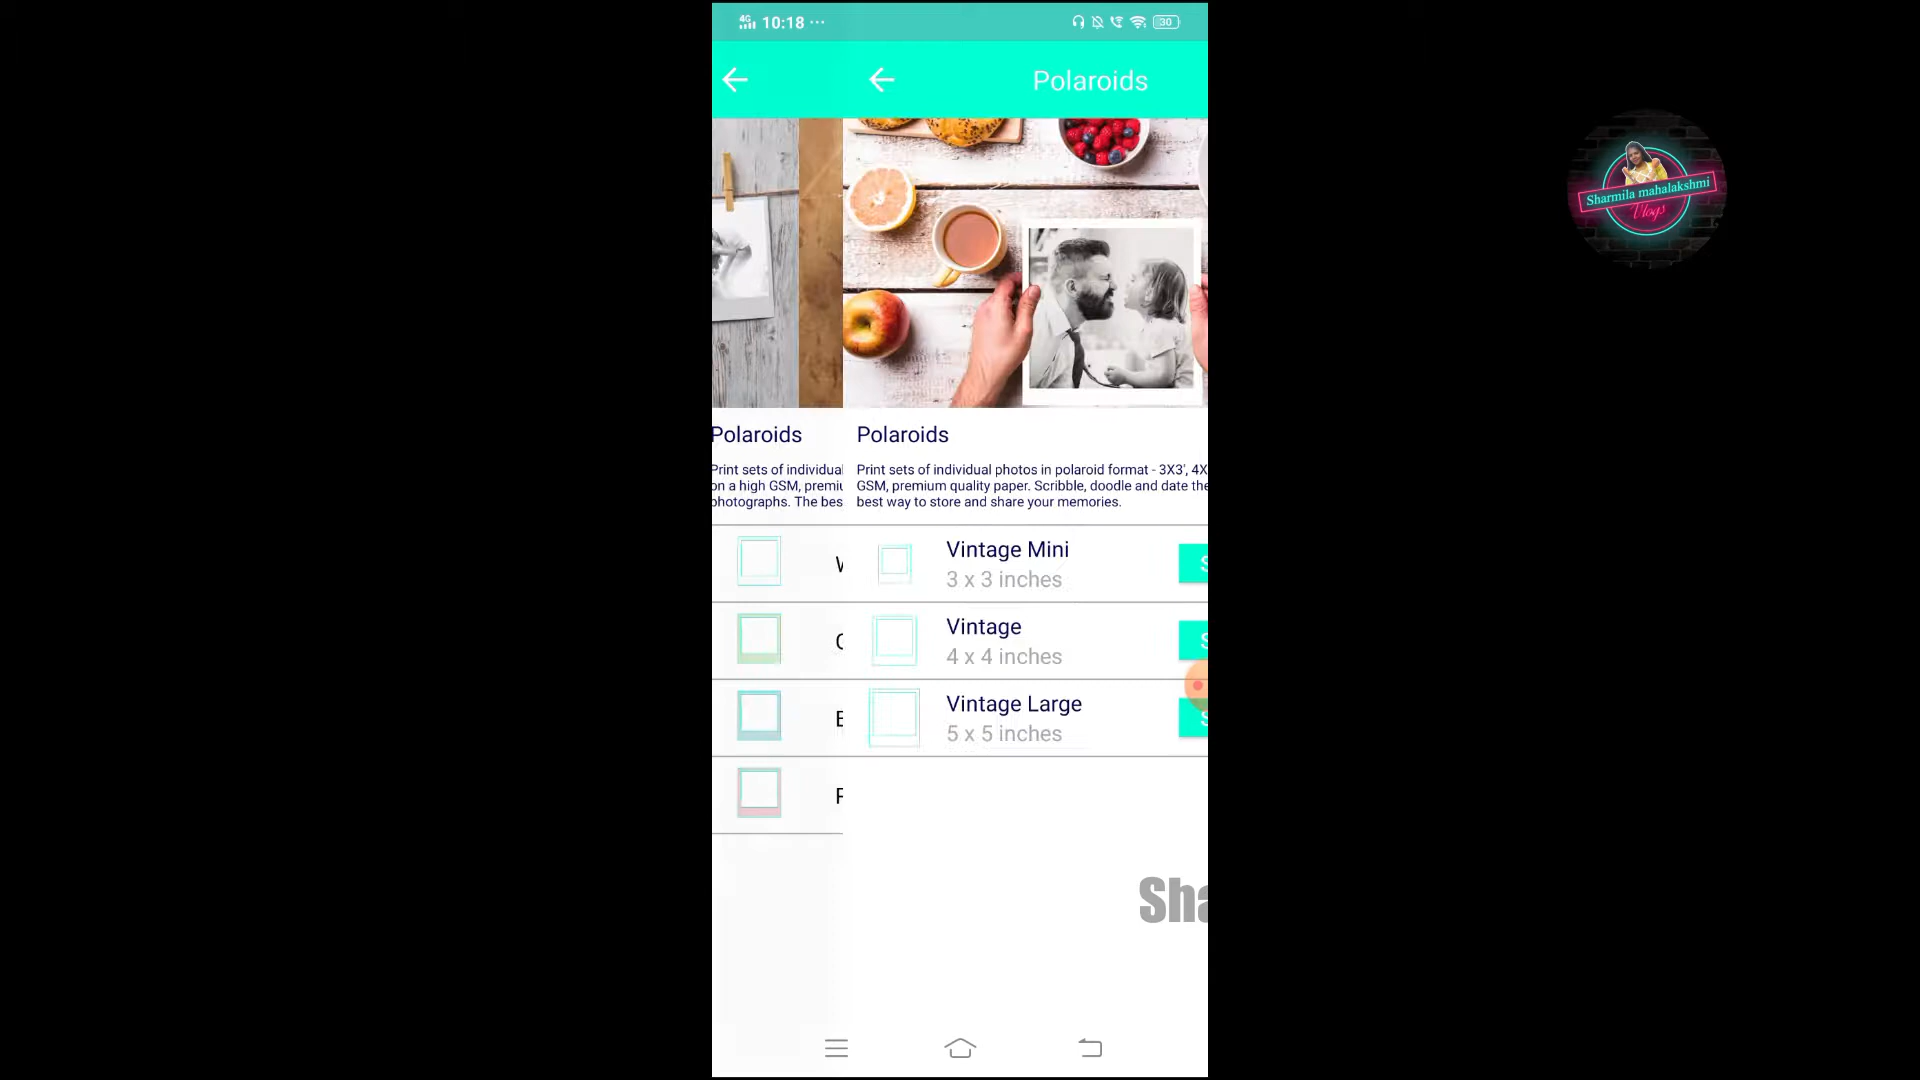 4G 10:18 ... 30
Polaroids
Sharmila mahalakshmi
Vlogs
Polaroids
Print sets of individual
on a high GSM, premiu
photographs. The bes
Polaroids
Print sets of individual photos in polaroid format - 3X3', 4X
GSM, premium quality paper. Scribble, doodle and date the
best way to store and share your memories.
Vintage Mini
3 x 3 inches
Vintage
4 x 4 inches
Vintage Large
5 x 5 inches
Sha